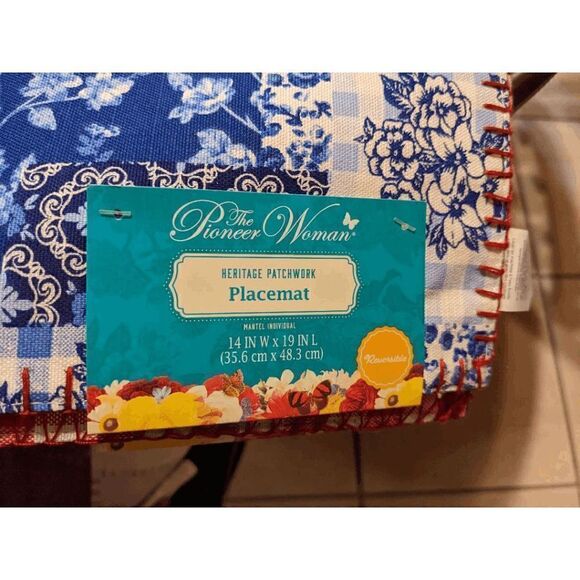 The
Pioneer Woman®
HERITAGE PATCHWORK
Placemat
MANTEL INDIVIDUAL
14 IN W x 19 IN L
(35.6 cm x 48.3 cm)
Reversible